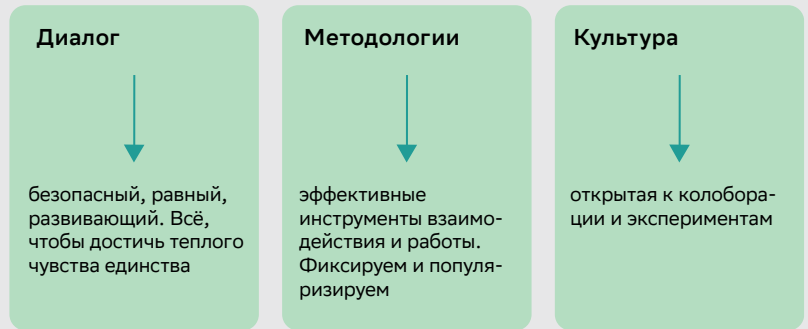 Диалог
безопасный, равный,
развивающий. Всё,
чтобы достичь теплого
чувства единства
Методологии
эффективные
инструменты взаимо-
действия и работы.
Фиксируем и популя-
ризируем
Культура
открытая к колобора-
ции и экспериментам